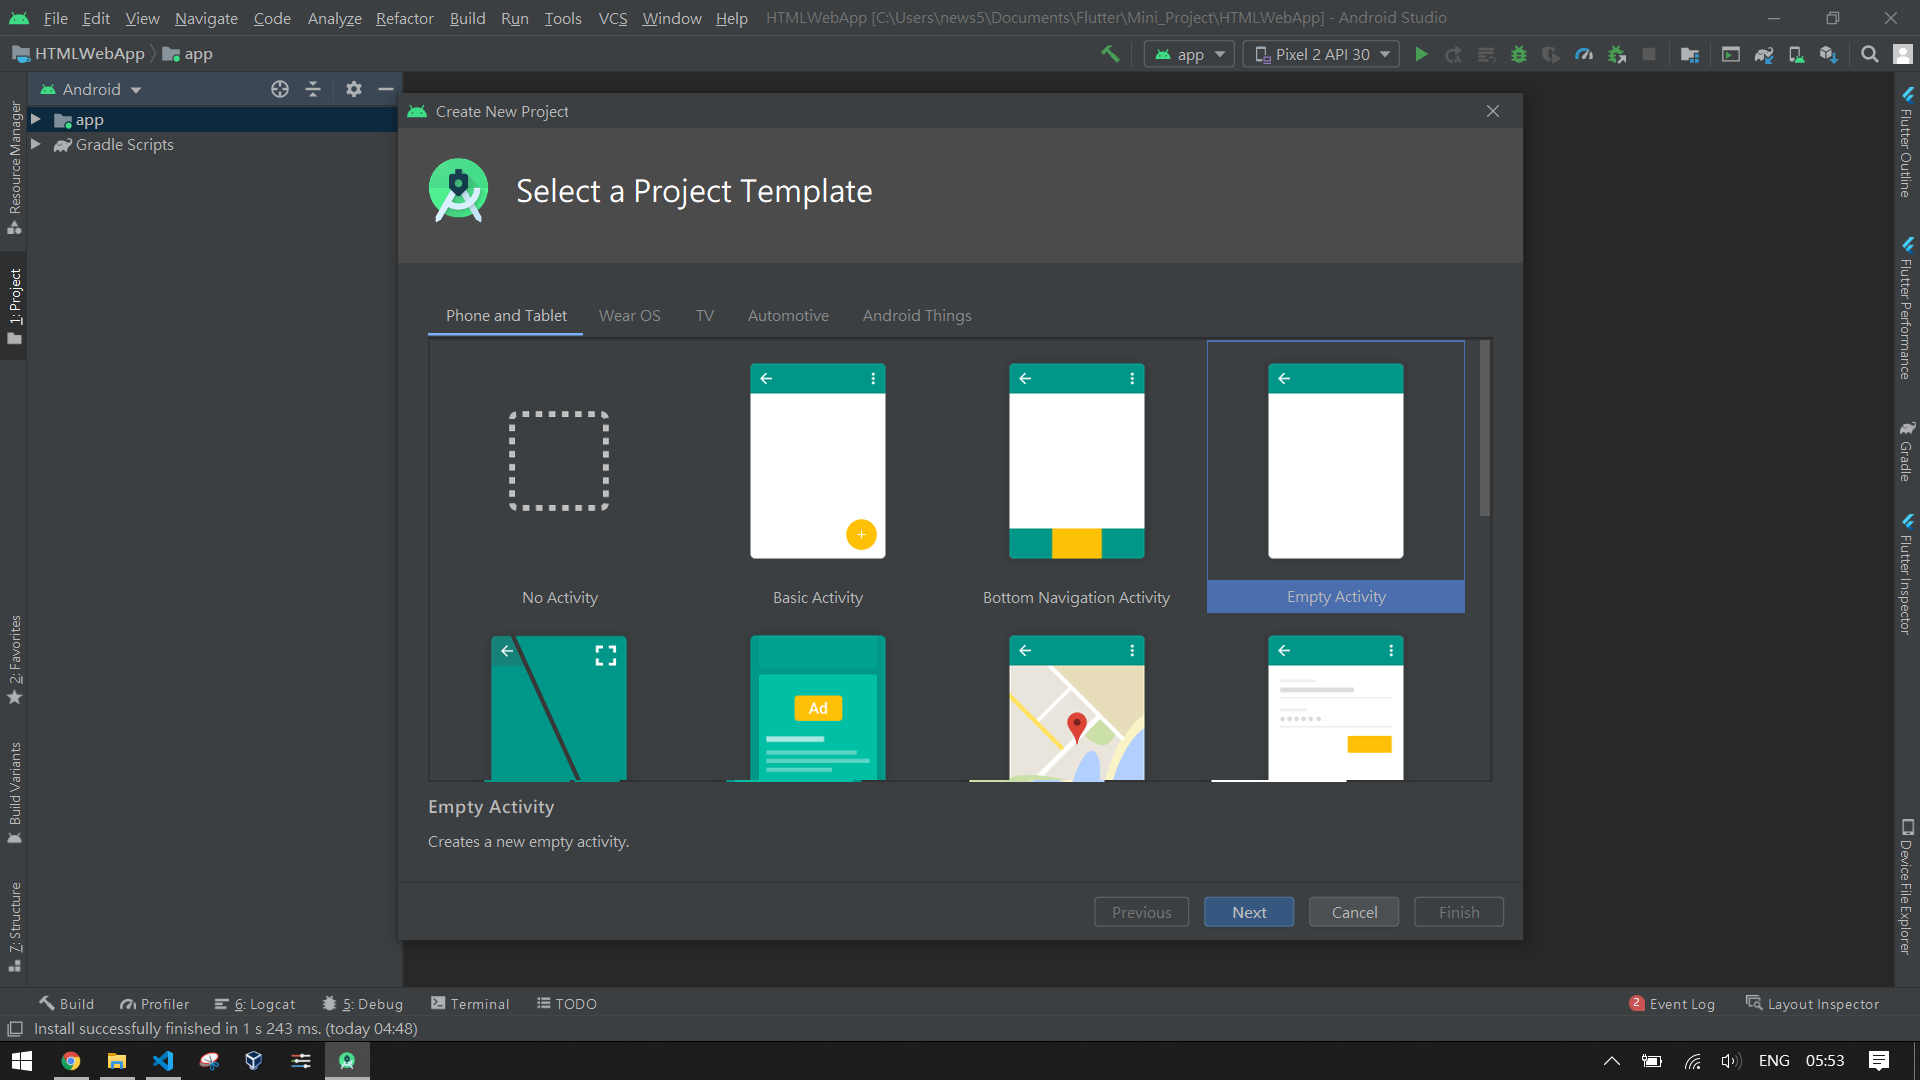 File Edit View Navigate Code Analyze Refactor Build Run Tools VCS Window Help HTMLWebApp [C:\Users\news5\Documents\Flutter\Mini_Project\HTMLWebApp] - Android Studio
HTMLWebApp app
app Pixel 2 API 30
Android
app
Gradle Scripts
Resource Manager
1: Project
2: Favorites
Build Variants
7: Structure
Create New Project
Select a Project Template
Phone and Tablet Wear OS TV Automotive Android Things
No Activity Basic Activity Bottom Navigation Activity Empty Activity
Ad
Empty Activity
Creates a new empty activity.
Previous Next Cancel Finish
Flutter Outline
Flutter Performance
Gradle
Flutter Inspector
Device File Explorer
Build Profiler 6: Logcat 5: Debug Terminal TODO 2 Event Log Layout Inspector
Install successfully finished in 1 s 243 ms. (today 04:48)
ENG 05:53